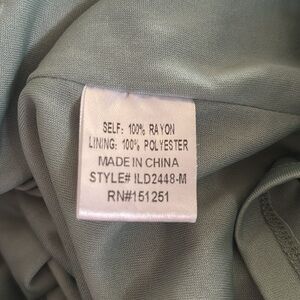 SELF: 100% RAYON
LINING: 100% POLYESTER
MADE IN CHINA
STYLE# ILD2448-M
RN#151251